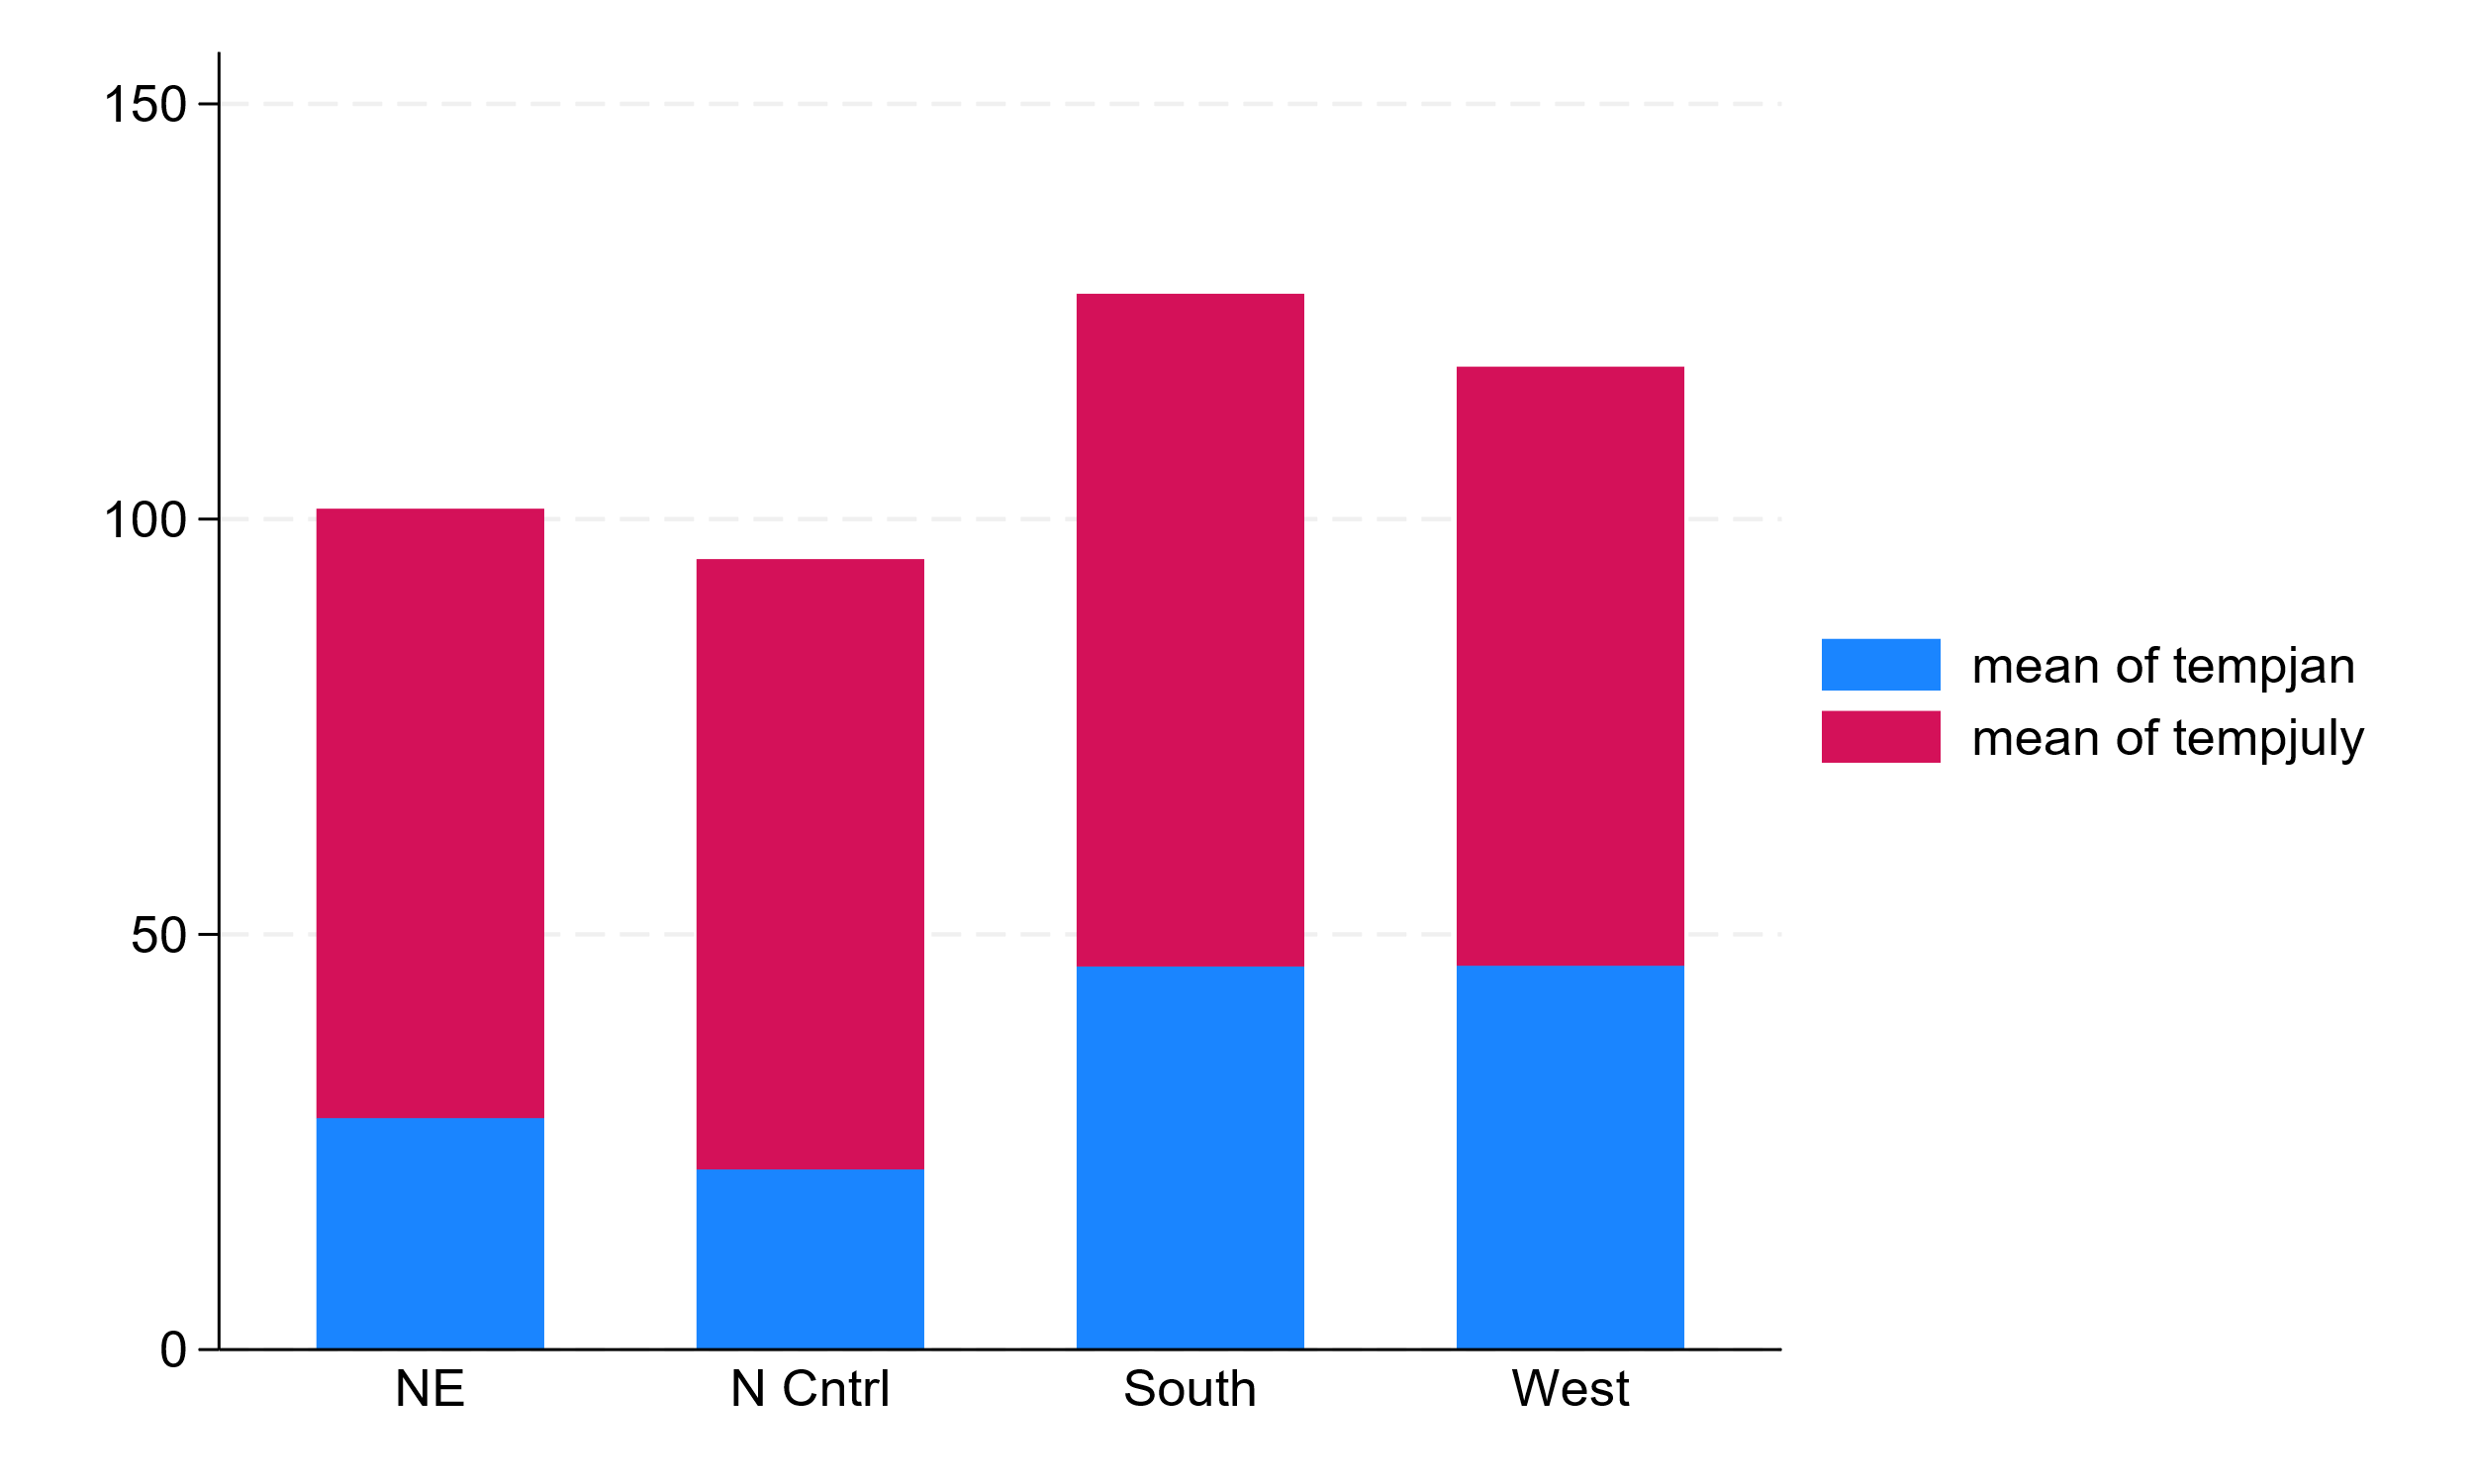 150
100
50
0
NE
N Cntrl
South
West
mean of tempjan
mean of tempjuly